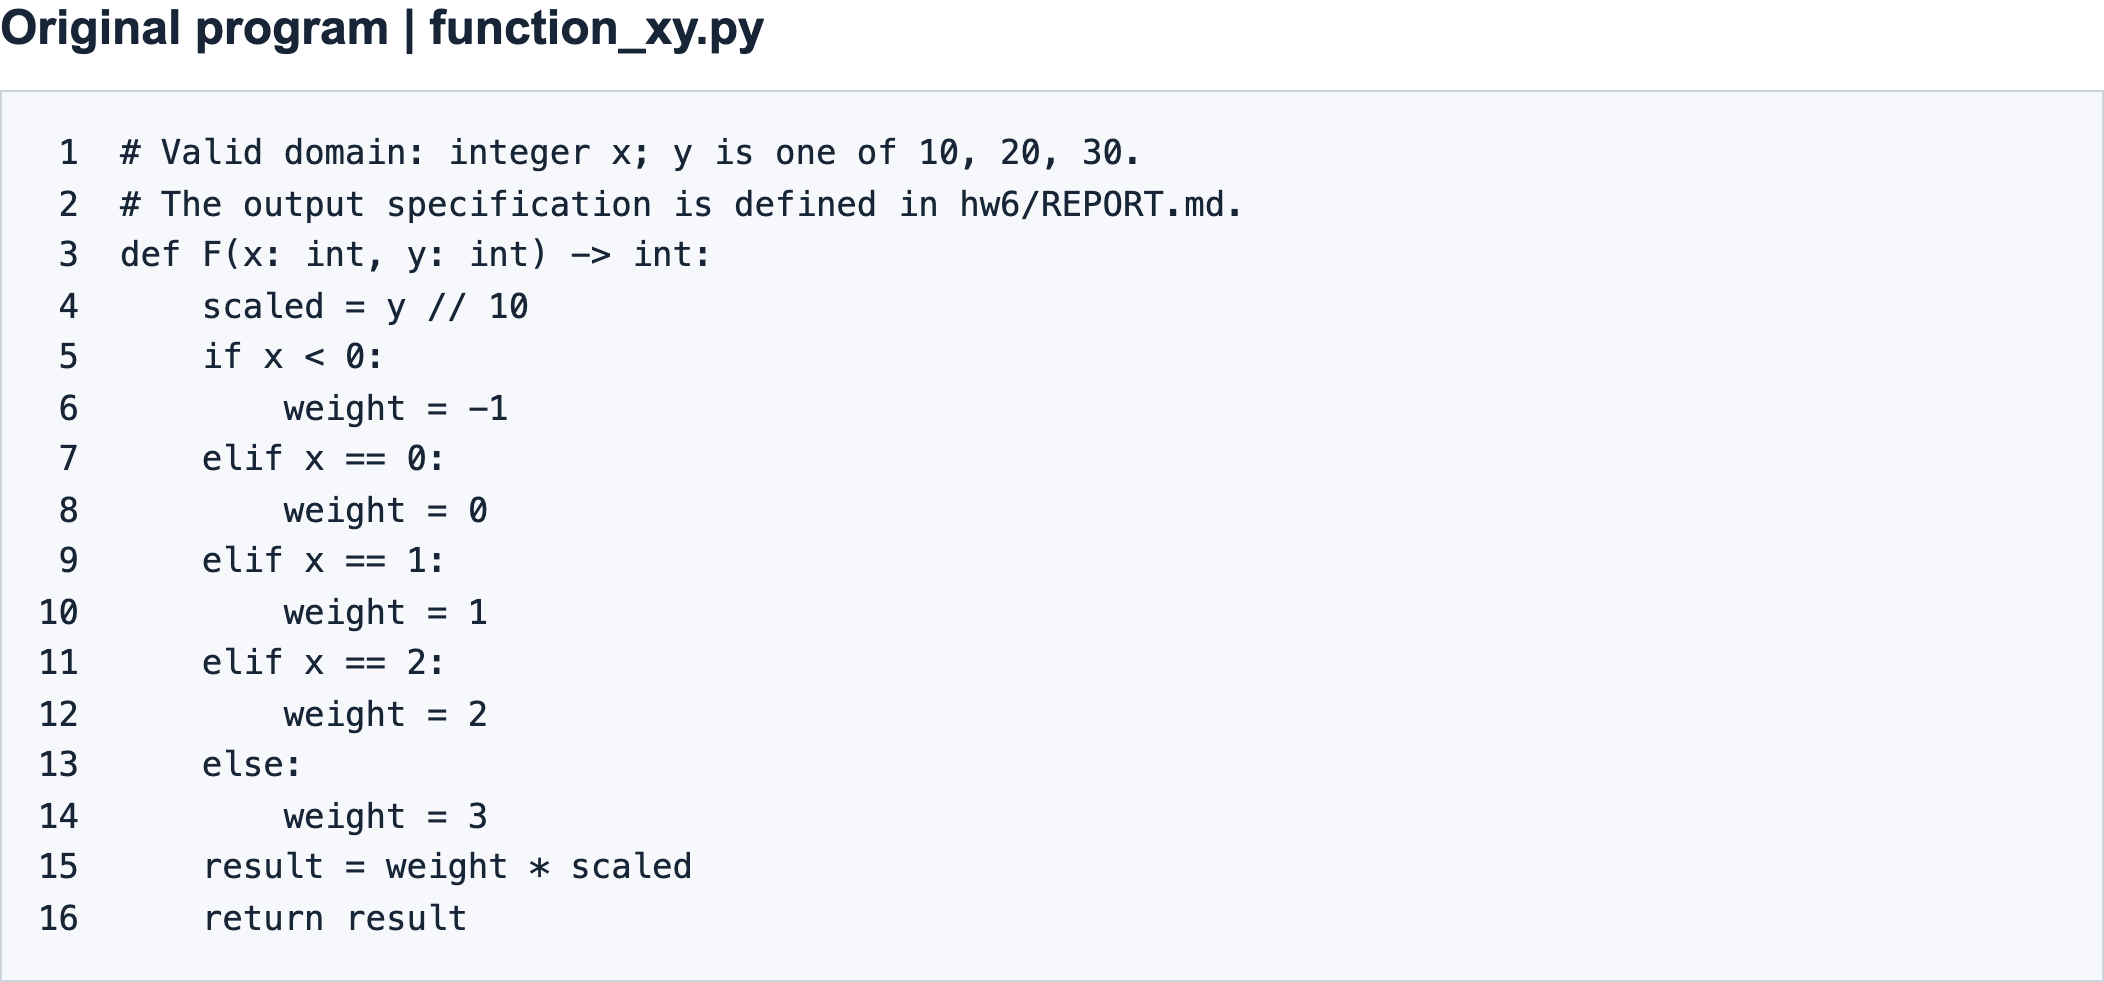 Original program | function_xy.py
1 # Valid domain: integer x; y is one of 10, 20, 30.
2 # The output specification is defined in hw6/REPORT.md.
3 def F(x: int, y: int) -> int:
4     scaled = y // 10
5     if x < 0:
6         weight = -1
7     elif x == 0:
8         weight = 0
9     elif x == 1:
10         weight = 1
11     elif x == 2:
12         weight = 2
13     else:
14         weight = 3
15     result = weight * scaled
16     return result